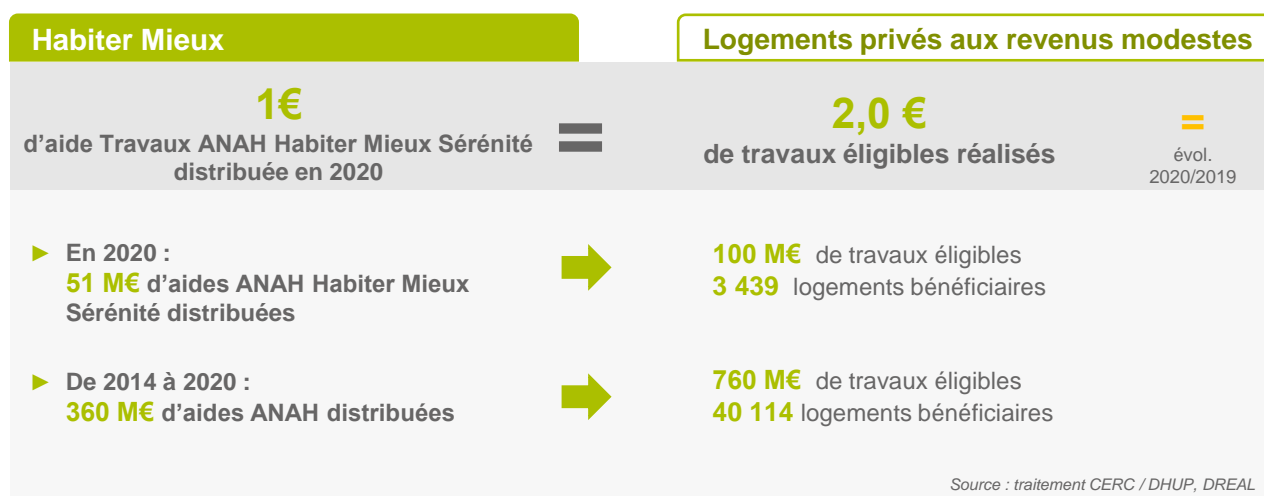 Habiter Mieux
Logements privés aux revenus modestes
1€
d’aide Travaux ANAH Habiter Mieux Sérénité
distribuée en 2020
=
2,0 €
de travaux éligibles réalisés
=
évol.
2020/2019
► En 2020 :
51 M€ d’aides ANAH Habiter Mieux
Sérénité distribuées
100 M€ de travaux éligibles
3 439 logements bénéficiaires
► De 2014 à 2020 :
360 M€ d’aides ANAH distribuées
760 M€ de travaux éligibles
40 114 logements bénéficiaires
Source : traitement CERC / DHUP, DREAL